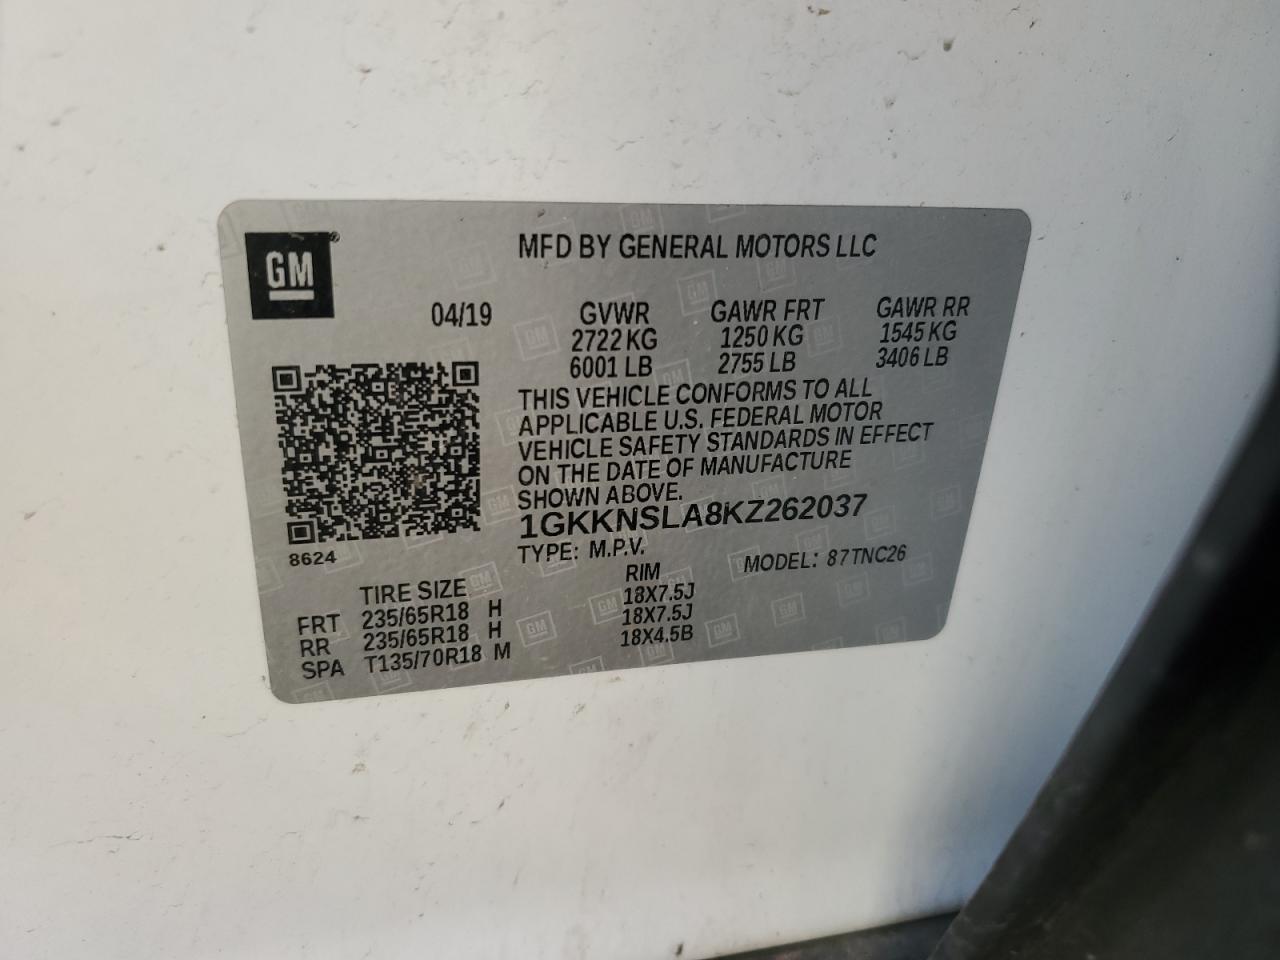 GM®
MFD BY GENERAL MOTORS LLC
04/19
GVWR GAWR FRT GAWR RR
2722 KG 1250 KG 1545 KG
6001 LB 2755 LB 3406 LB
THIS VEHICLE CONFORMS TO ALL
APPLICABLE U.S. FEDERAL MOTOR
VEHICLE SAFETY STANDARDS IN EFFECT
ON THE DATE OF MANUFACTURE
SHOWN ABOVE.
1GKKNSLA8KZ262037
TYPE: M.P.V. MODEL: 87TNC26
8624
TIRE SIZE RIM
FRT 235/65R18 H 18X7.5J
RR 235/65R18 H 18X7.5J
SPA T135/70R18 M 18X4.5B